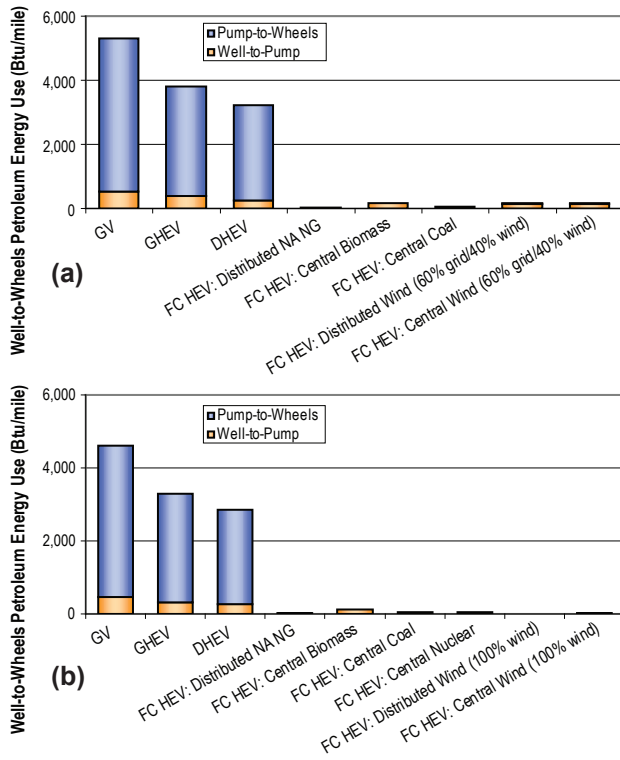 Well-to-Wheels Petroleum Energy Use (Btu/mile)
6,000
4,000
2,000
0
Pump-to-Wheels
Well-to-Pump
GV
GHEV
DHEV
FC HEV: Distributed NA NG
FC HEV: Central Biomass
FC HEV: Central Coal
FC HEV: Distributed Wind (60% grid/40% wind)
FC HEV: Central Wind (60% grid/40% wind)
(a)
Well-to-Wheels Petroleum Energy Use (Btu/mile)
6,000
4,000
2,000
0
Pump-to-Wheels
Well-to-Pump
GV
GHEV
DHEV
FC HEV: Distributed NA NG
FC HEV: Central Biomass
FC HEV: Central Coal
FC HEV: Central Nuclear
FC HEV: Distributed Wind (100% wind)
FC HEV: Central Wind (100% wind)
(b)